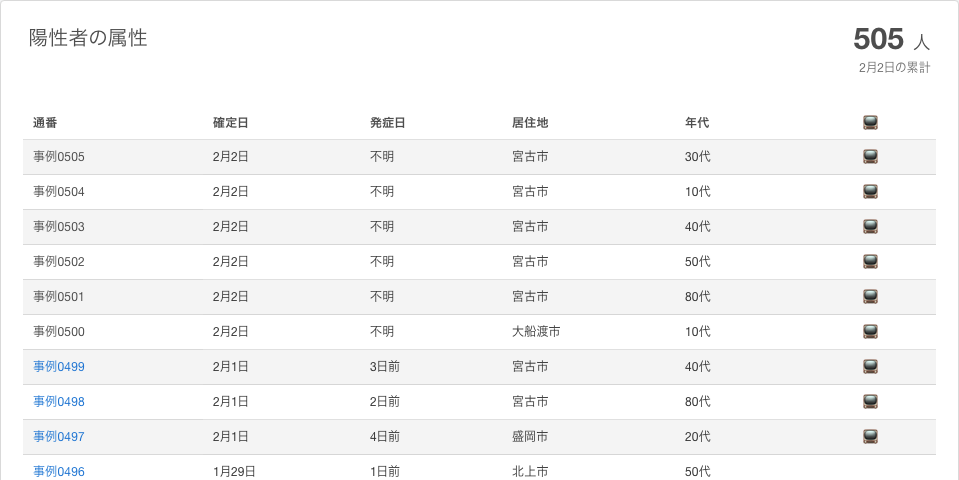 陽性者の属性
505 人
2月2日の累計
通番 確定日 発症日 居住地 年代
事例0505 2月2日 不明 宮古市 30代
事例0504 2月2日 不明 宮古市 10代
事例0503 2月2日 不明 宮古市 40代
事例0502 2月2日 不明 宮古市 50代
事例0501 2月2日 不明 宮古市 80代
事例0500 2月2日 不明 大船渡市 10代
事例0499 2月1日 3日前 宮古市 40代
事例0498 2月1日 2日前 宮古市 80代
事例0497 2月1日 4日前 盛岡市 20代
事例0496 1月29日 1日前 北上市 50代